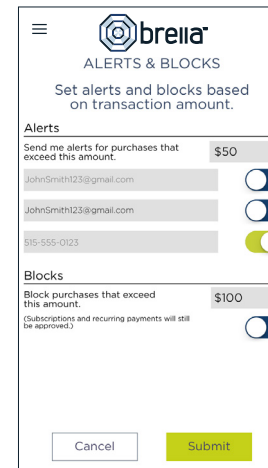 brella
ALERTS & BLOCKS
Set alerts and blocks based
on transaction amount.
Alerts
Send me alerts for purchases that
exceed this amount.
$50
JohnSmith123@gmail.com
JohnSmith123@gmail.com
515-555-0123
Blocks
Block purchases that exceed
this amount.
$100
(Subscriptions and recurring payments will still
be approved.)
Cancel
Submit